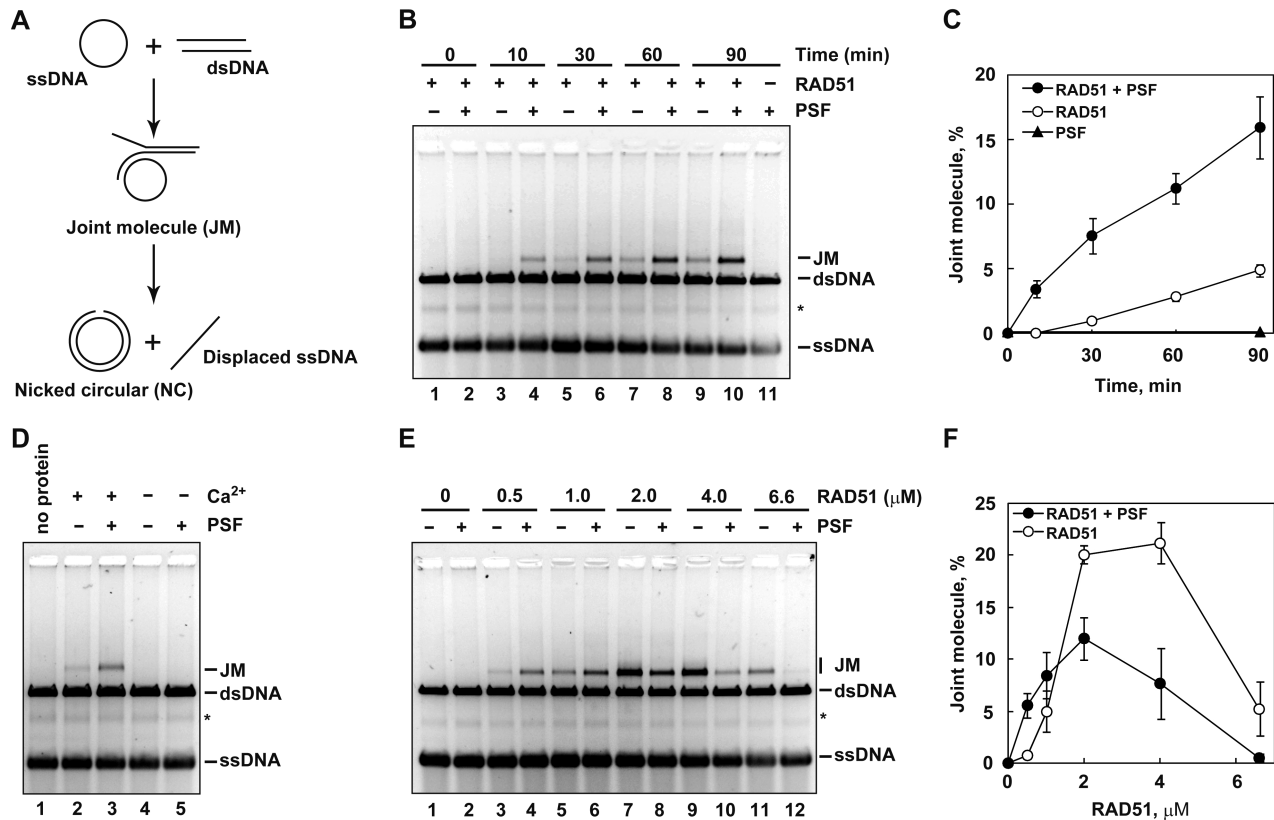 A
ssDNA
+
dsDNA
Joint molecule (JM)
+
Displaced ssDNA
Nicked circular (NC)
B
0 10 30 60 90 Time (min)
+ + + + + + + + + + – RAD51
– + – + – + – + – + + PSF
JM
dsDNA
*
ssDNA
1 2 3 4 5 6 7 8 9 10 11
C
20
15
10
5
0
Joint molecule, %
RAD51 + PSF
RAD51
PSF
0 30 60 90
Time, min
D
no protein
+ + – – Ca2+
– + – + PSF
JM
dsDNA
*
ssDNA
1 2 3 4 5
E
0 0.5 1.0 2.0 4.0 6.6 RAD51 (μM)
– + – + – + – + – + – + PSF
JM
dsDNA
*
ssDNA
1 2 3 4 5 6 7 8 9 10 11 12
F
25
20
15
10
5
0
Joint molecule, %
RAD51 + PSF
RAD51
0 2 4 6
RAD51, μM